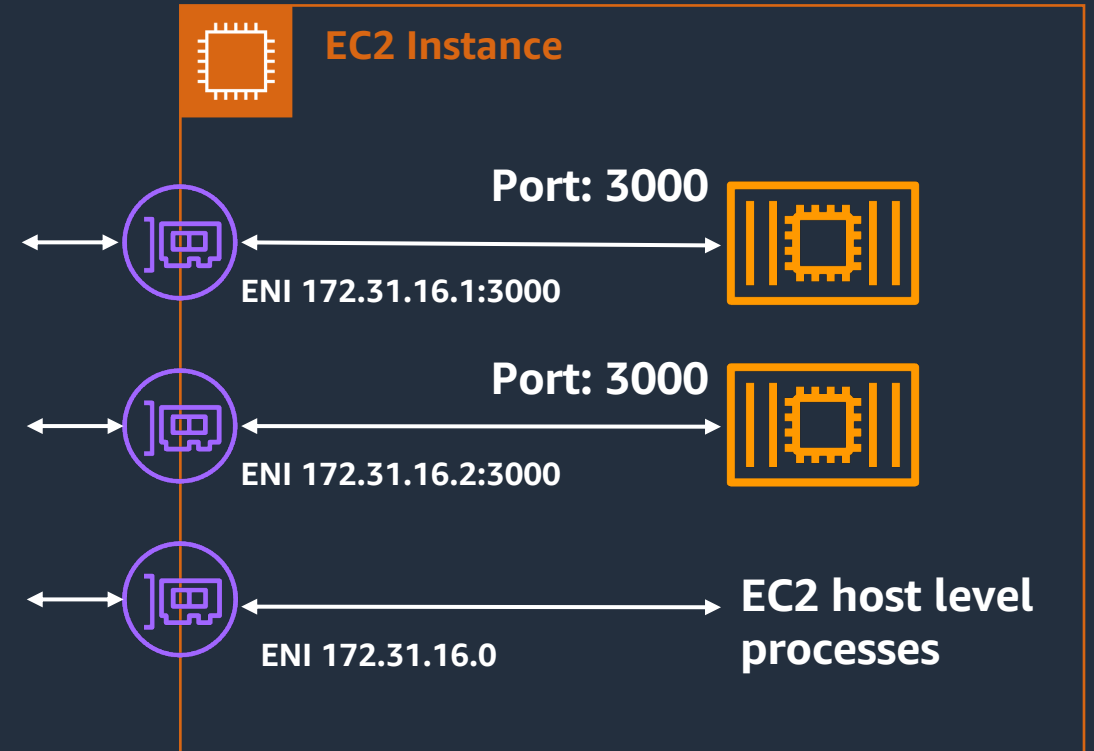 EC2 Instance
Port: 3000
ENI 172.31.16.1:3000
Port: 3000
ENI 172.31.16.2:3000
EC2 host level
processes
ENI 172.31.16.0